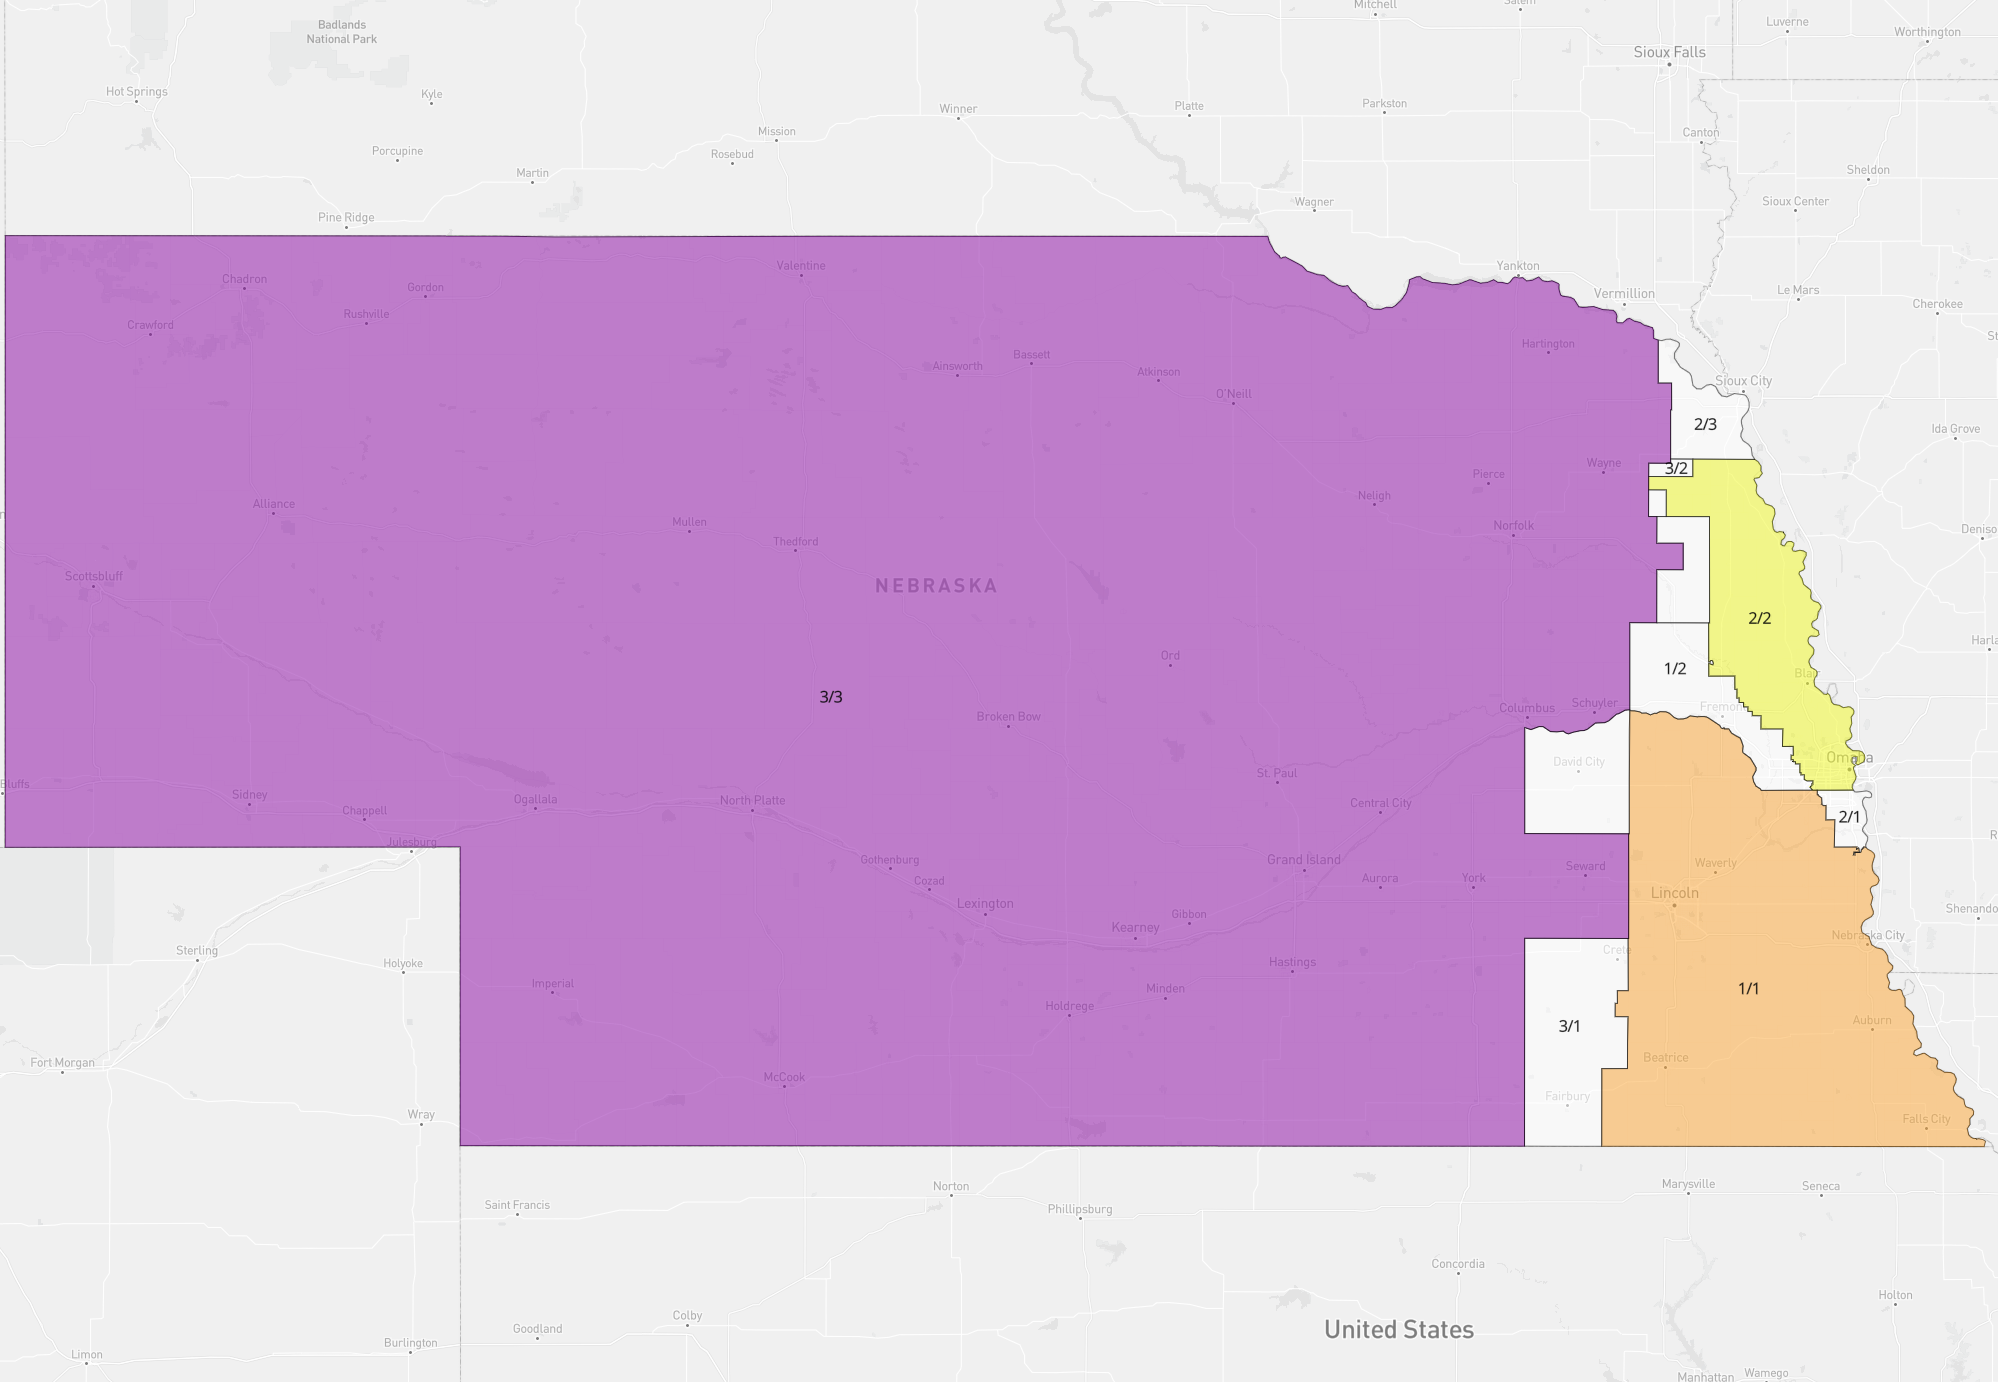 Mitchell
Salem
Badlands
National Park
Luverne
Worthington
Sioux Falls
Hot Springs
Kyle
Winner
Platte
Parkston
Mission
Canton
Porcupine
Rosebud
Martin
Sheldon
Pine Ridge
Wagner
Sioux Center
Chadron
Gordon
Valentine
Yankton
Vermillion
Le Mars
Cherokee
Rushville
Crawford
Hartington
Bassett
Ainsworth
Atkinson
O'Neill
Sioux City
2/3
Ida Grove
Wayne
3/2
Pierce
Neligh
Alliance
Mullen
Norfolk
Thedford
Scottsbluff
NEBRASKA
2/2
Ord
1/2
Blair
3/3
Columbus
Schuyler
Broken Bow
David City
Omaha
St. Paul
Bluffs
Sidney
Chappell
Ogallala
North Platte
Central City
2/1
Julesburg
Gothenburg
Cozad
Grand Island
Aurora
York
Seward
Waverly
Lincoln
Lexington
Gibbon
Kearney
Nebraska City
Sterling
Holyoke
Crete
Hastings
Imperial
Minden
1/1
Holdrege
3/1
Auburn
Fort Morgan
McCook
Beatrice
Fairbury
Wray
Falls City
Norton
Marysville
Seneca
Saint Francis
Phillipsburg
Concordia
Holton
Colby
Goodland
United States
Burlington
Limon
Manhattan
Wamego